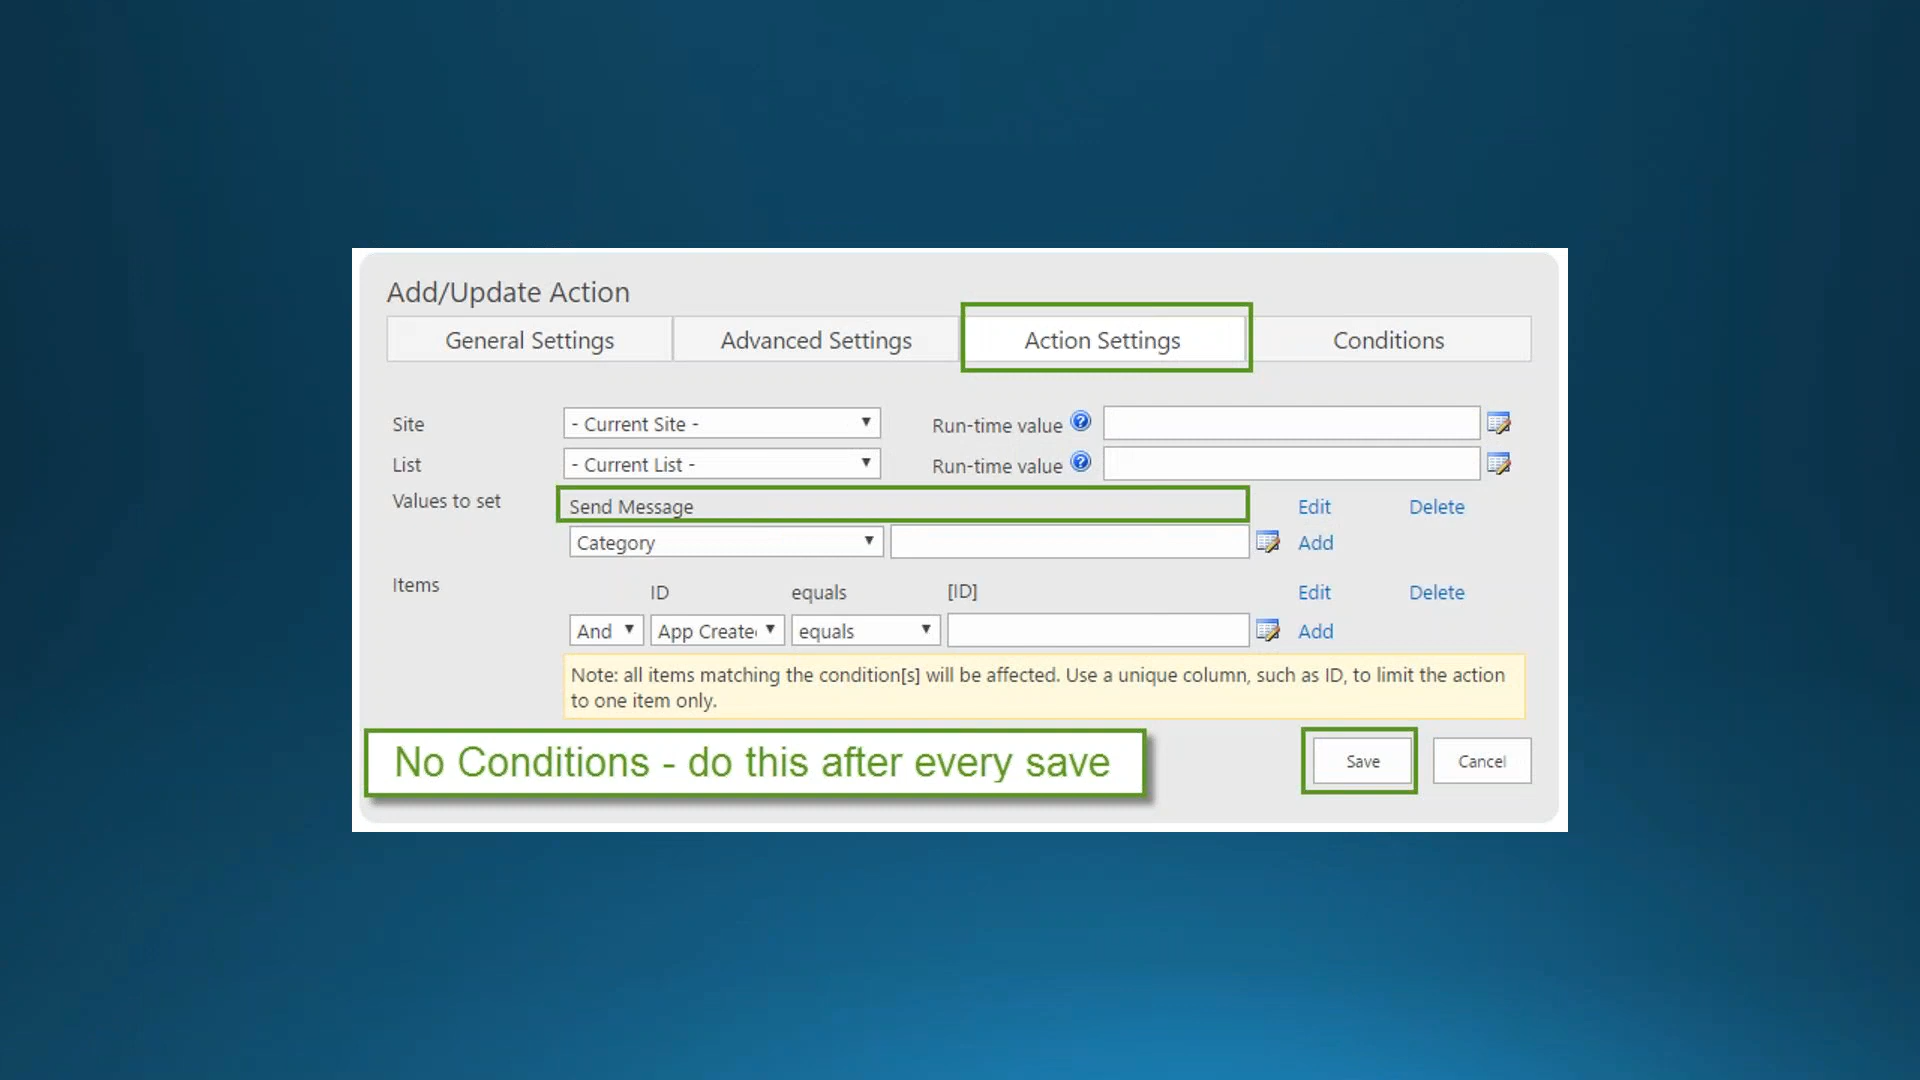 Add/Update Action
General Settings Advanced Settings Action Settings Conditions
Site - Current Site - Run-time value
List - Current List - Run-time value
Values to set Send Message Edit Delete
Category Add
Items ID equals [ID] Edit Delete
And App Create equals Add
Note: all items matching the condition[s] will be affected. Use a unique column, such as ID, to limit the action
to one item only.
No Conditions - do this after every save Save Cancel